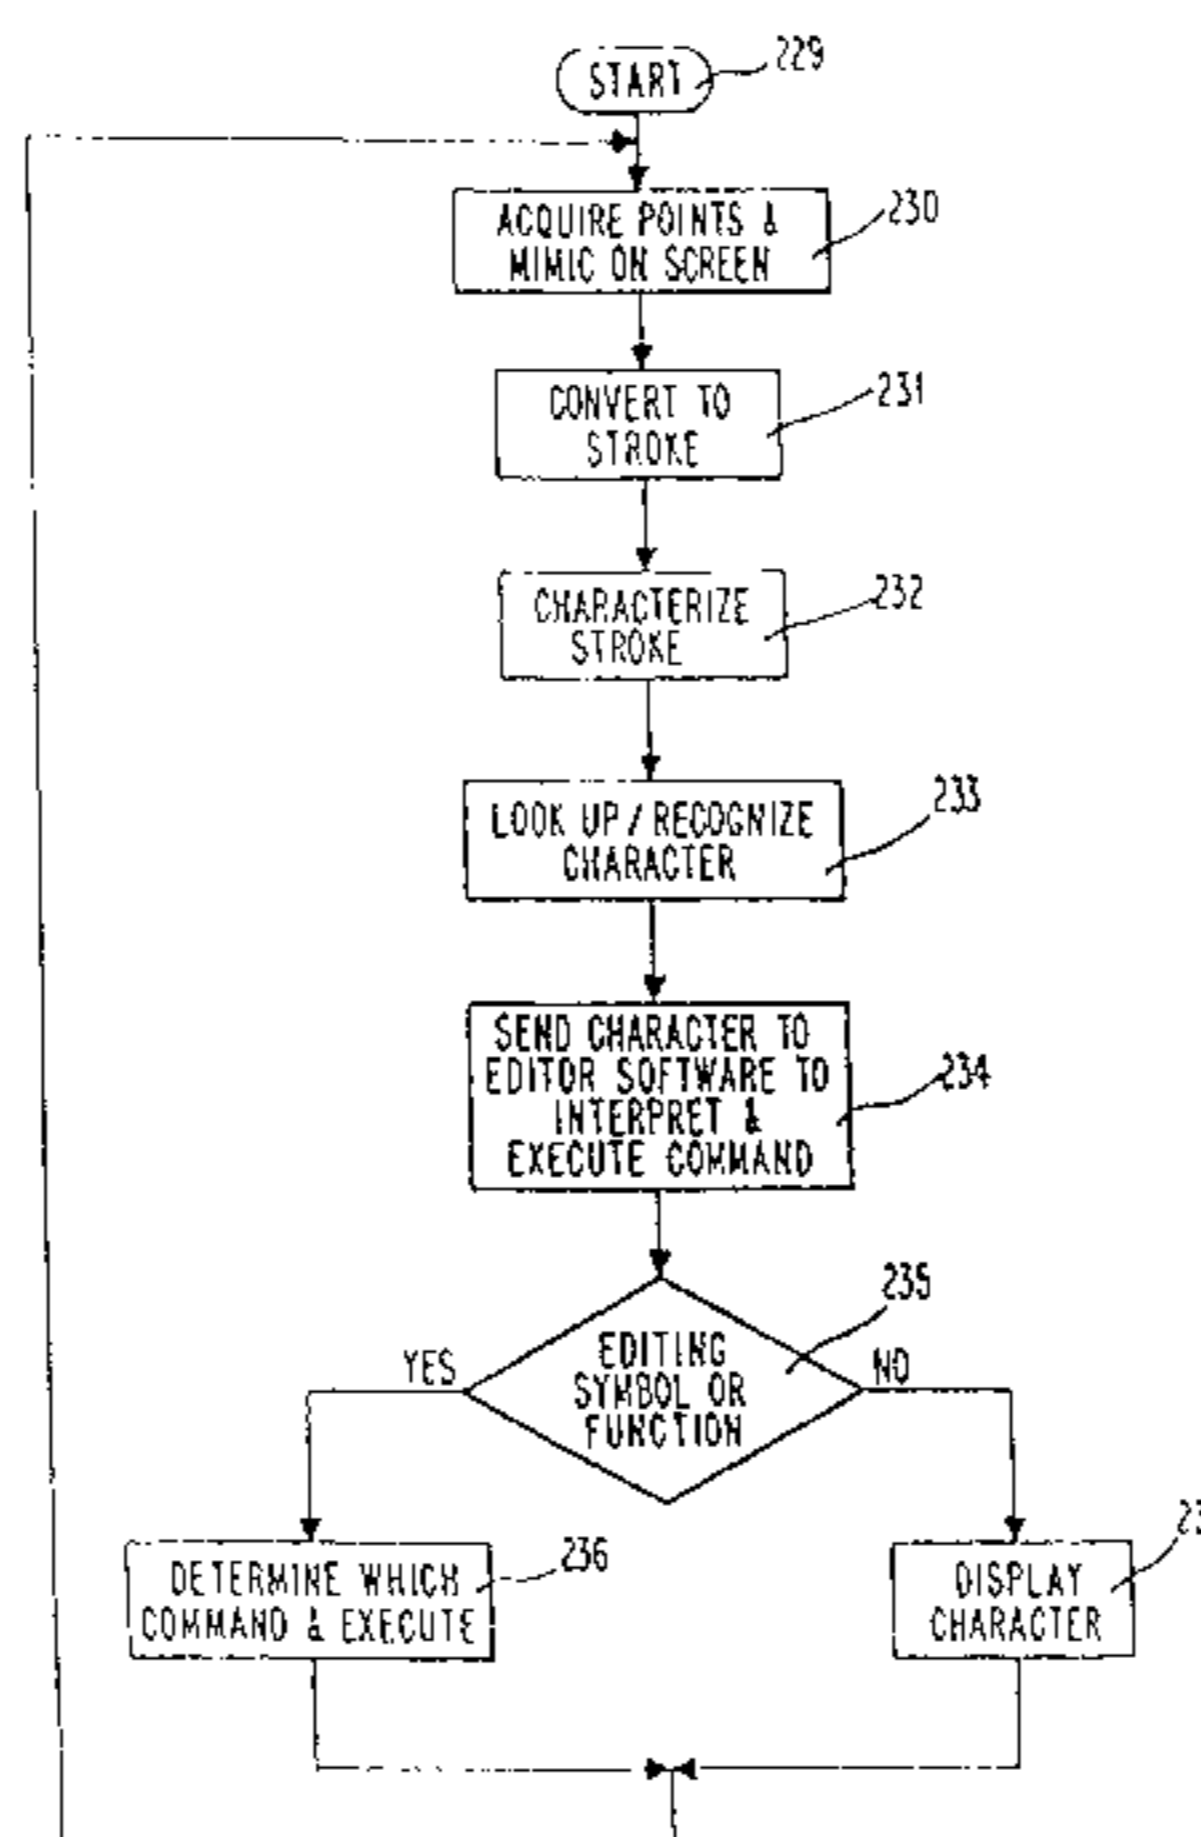 START
229
ACQUIRE POINTS &
MIMIC ON SCREEN
230
CONVERT TO
STROKE
231
CHARACTERIZE
STROKE
232
LOOK UP / RECOGNIZE
CHARACTER
233
SEND CHARACTER TO
EDITOR SOFTWARE TO
INTERPRET &
EXECUTE COMMAND
234
EDITING
SYMBOL OR
FUNCTION
235
YES
NO
DETERMINE WHICH
COMMAND & EXECUTE
236
DISPLAY
CHARACTER